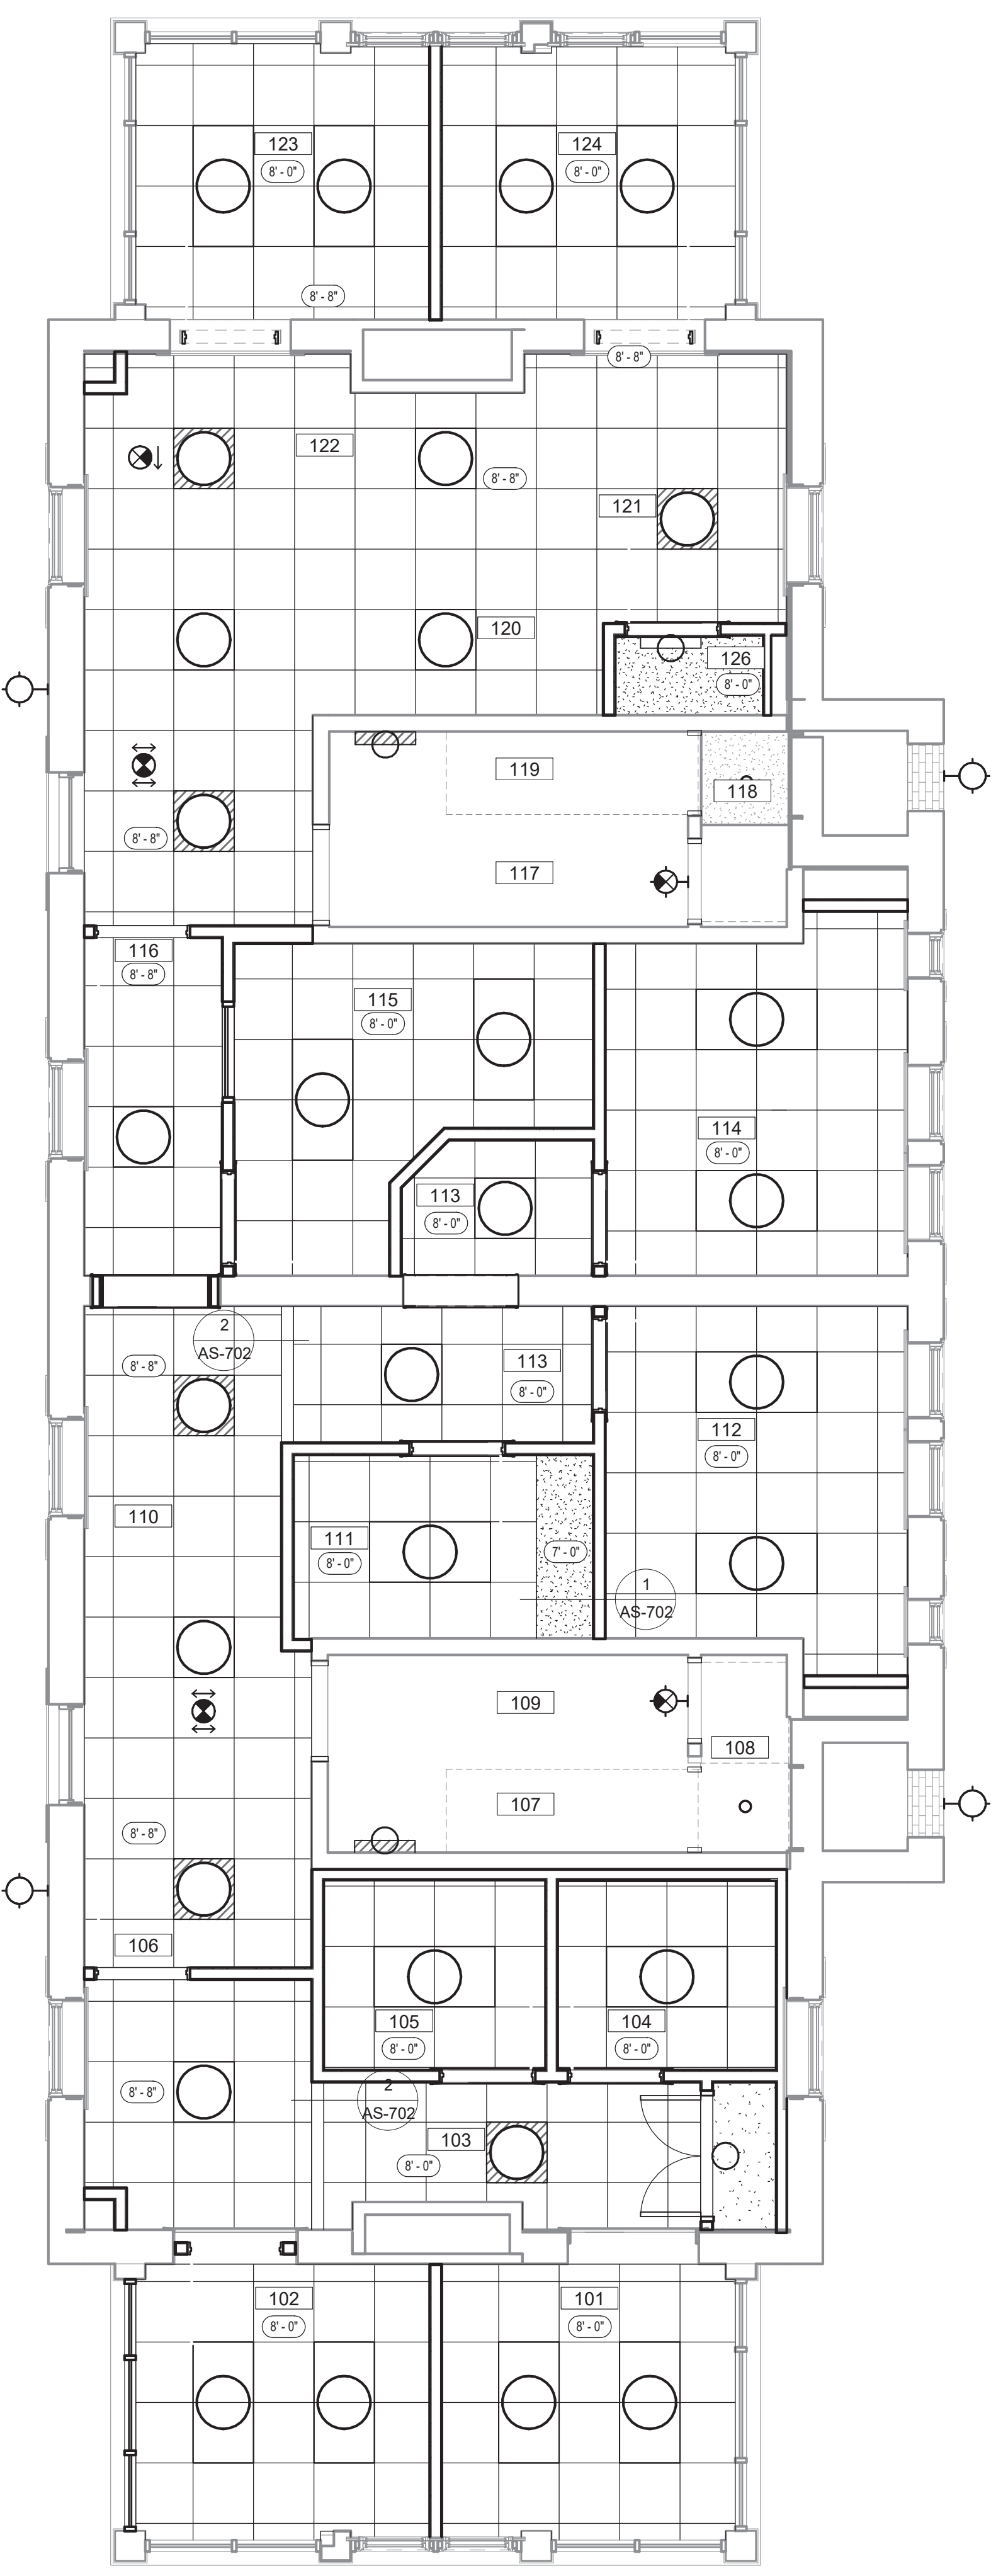 123
124
8' - 0"
8' - 0"
8' - 8"
8' - 8"
122
8' - 8"
121
120
126
8' - 0"
119
118
8' - 8"
117
116
8' - 8"
115
8' - 0"
114
8' - 0"
113
8' - 0"
2
AS-702
8' - 8"
113
8' - 0"
112
8' - 0"
110
111
8' - 0"
7' - 0"
1
AS-702
109
108
107
8' - 8"
106
105
104
8' - 0"
8' - 0"
2
AS-702
8' - 8"
103
8' - 0"
102
101
8' - 0"
8' - 0"